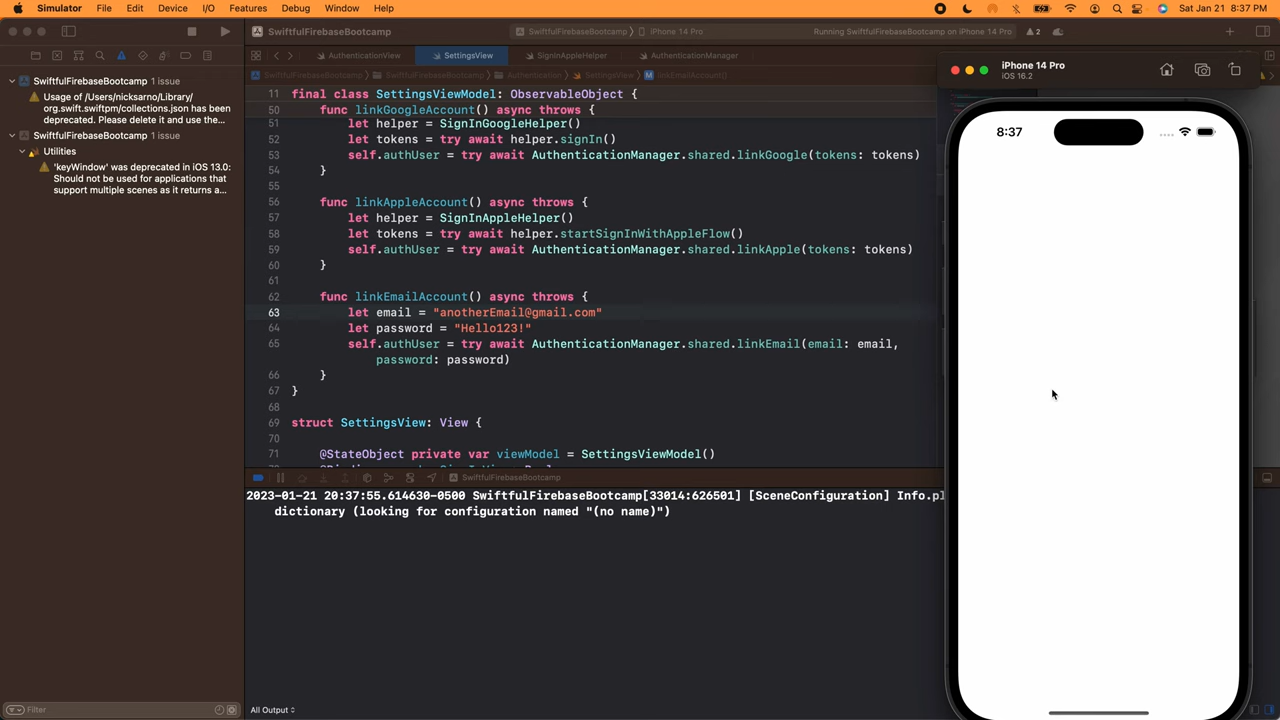 Simulator File Edit Device I/O Features Debug Window Help Sat Jan 21 8:37 PM
SwiftfulFirebaseBootcamp SwiftfulFirebaseBootcamp iPhone 14 Pro Running SwiftfulFirebaseBootcamp on iPhone 14 Pro 2
AuthenticationView SettingsView SignInAppleHelper AuthenticationManager
SwiftfulFirebaseBootcamp SwiftfulFirebaseBootcamp Authentication SettingsView linkEmailAccount()
SwiftfulFirebaseBootcamp 1 issue
Usage of /Users/nicksarno/Library/
org.swift.swiftpm/collections.json has been
deprecated. Please delete it and use the...
SwiftfulFirebaseBootcamp 1 issue
Utilities
'keyWindow' was deprecated in iOS 13.0:
Should not be used for applications that
support multiple scenes as it returns a...
Filter
11 final class SettingsViewModel: ObservableObject {
50 func linkGoogleAccount() async throws {
51 let helper = SignInGoogleHelper()
52 let tokens = try await helper.signIn()
53 self.authUser = try await AuthenticationManager.shared.linkGoogle(tokens: tokens)
54 }
55
56 func linkAppleAccount() async throws {
57 let helper = SignInAppleHelper()
58 let tokens = try await helper.startSignInWithAppleFlow()
59 self.authUser = try await AuthenticationManager.shared.linkApple(tokens: tokens)
60 }
61
62 func linkEmailAccount() async throws {
63 let email = "anotherEmail@gmail.com"
64 let password = "Hello123!"
65 self.authUser = try await AuthenticationManager.shared.linkEmail(email: email,
password: password)
66 }
67 }
68
69 struct SettingsView: View {
70
71 @StateObject private var viewModel = SettingsViewModel()
SwiftfulFirebaseBootcamp
2023-01-21 20:37:55.614630-0500 SwiftfulFirebaseBootcamp[33014:626501] [SceneConfiguration] Info.pl
dictionary (looking for configuration named "(no name)")
All Output
iPhone 14 Pro
iOS 16.2
8:37